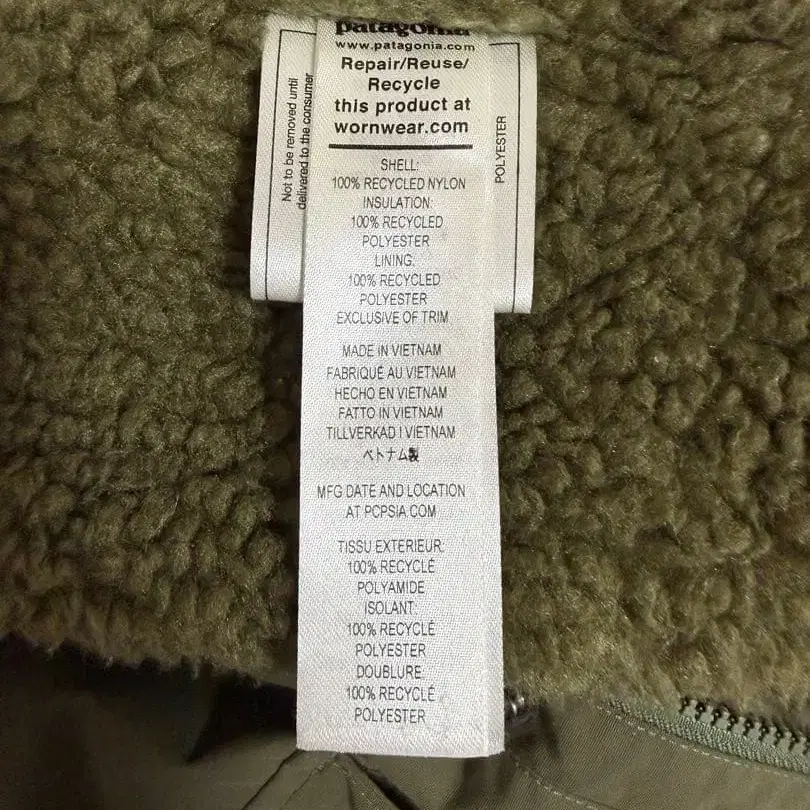 patagonia
www.patagonia.com
Repair/Reuse/
Recycle
this product at
wornwear.com
SHELL:
100% RECYCLED NYLON
INSULATION:
100% RECYCLED
POLYESTER
LINING:
100% RECYCLED
POLYESTER
EXCLUSIVE OF TRIM
MADE IN VIETNAM
FABRIQUÉ AU VIETNAM
HECHO EN VIETNAM
FATTO IN VIETNAM
TILLVERKAD I VIETNAM
ベトナム製
MFG DATE AND LOCATION
AT PCPSIA.COM
TISSU EXTERIEUR:
100% RECYCLÉ
POLYAMIDE
ISOLANT:
100% RECYCLÉ
POLYESTER
DOUBLURE:
100% RECYCLÉ
POLYESTER
Not to be removed until
delivered to the consumer
POLYESTER